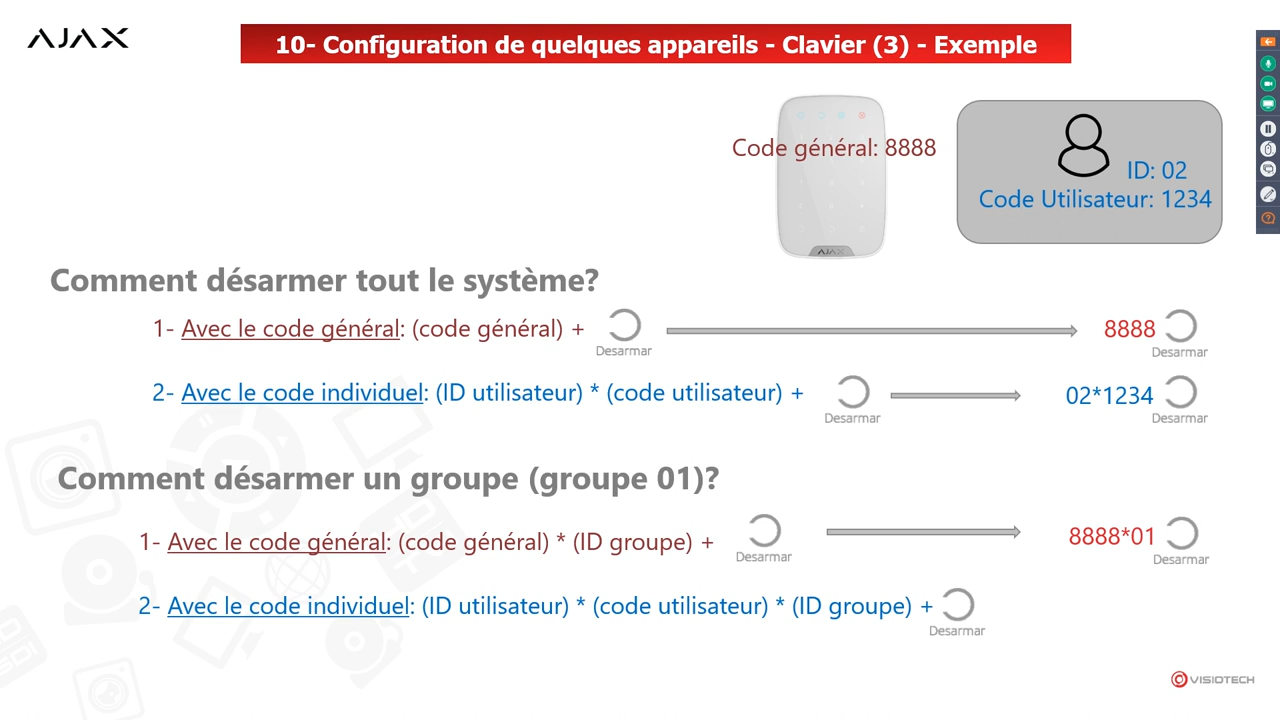 AJAX
10- Configuration de quelques appareils - Clavier (3) - Exemple
Code général: 8888
AJAX
ID: 02
Code Utilisateur: 1234
Comment désarmer tout le système?
1- Avec le code général: (code général) +
Desarmar
8888
Desarmar
2- Avec le code individuel: (ID utilisateur) * (code utilisateur) +
Desarmar
02*1234
Desarmar
Comment désarmer un groupe (groupe 01)?
1- Avec le code général: (code général) * (ID groupe) +
Desarmar
8888*01
Desarmar
2- Avec le code individuel: (ID utilisateur) * (code utilisateur) * (ID groupe) +
Desarmar
VISIOTECH